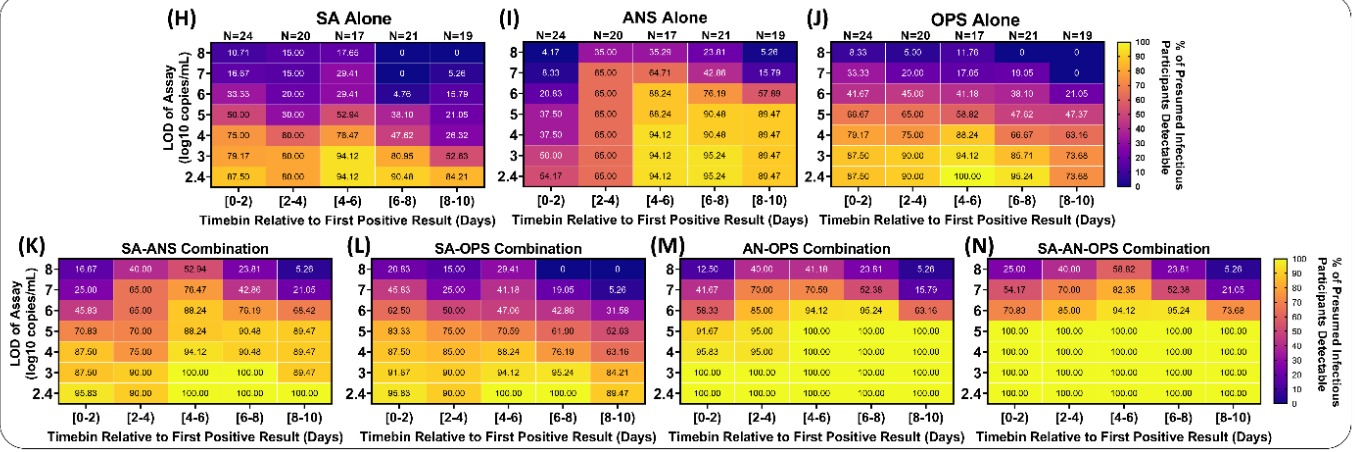 (H) SA Alone
N=24 N=20 N=17 N=21 N=19
8 10.71 15.00 17.65 0 0
7 16.67 15.00 29.41 0 5.26
6 33.33 20.00 29.41 4.76 15.79
5 50.00 30.00 52.94 38.10 21.05
4 75.00 60.00 76.47 47.62 26.32
3 79.17 80.00 94.12 80.95 52.63
2.4 87.50 80.00 94.12 90.48 84.21
[0-2) [2-4) [4-6) [6-8) [8-10)
LOD of Assay
(log10 copies/mL)
Timebin Relative to First Positive Result (Days)
(I) ANS Alone
N=24 N=20 N=17 N=21 N=19
8 4.17 35.00 35.29 23.81 5.26
7 8.33 65.00 64.71 42.86 15.79
6 20.83 65.00 88.24 76.19 57.89
5 37.50 65.00 88.24 90.48 89.47
4 37.50 65.00 94.12 90.48 89.47
3 50.00 65.00 94.12 95.24 89.47
2.4 54.17 65.00 94.12 95.24 89.47
[0-2) [2-4) [4-6) [6-8) [8-10)
Timebin Relative to First Positive Result (Days)
(J) OPS Alone
N=24 N=20 N=17 N=21 N=19
8 8.33 5.00 11.76 0 0
7 33.33 20.00 17.65 19.05 0
6 41.67 45.00 41.18 38.10 21.05
5 66.67 65.00 58.82 47.62 47.37
4 79.17 75.00 88.24 66.67 63.16
3 87.50 90.00 94.12 85.71 73.68
2.4 87.50 90.00 100.00 95.24 73.68
[0-2) [2-4) [4-6) [6-8) [8-10)
Timebin Relative to First Positive Result (Days)
100
90
80
70
60
50
40
30
20
10
0
% of Presumed Infectious
Participants Detectable
(K) SA-ANS Combination
8 16.67 40.00 52.94 23.81 5.26
7 25.00 65.00 76.47 42.86 21.05
6 45.83 65.00 88.24 76.19 68.42
5 70.83 70.00 88.24 90.48 89.47
4 87.50 75.00 94.12 90.48 89.47
3 87.50 90.00 100.00 100.00 89.47
2.4 95.83 90.00 100.00 100.00 100.00
[0-2) [2-4) [4-6) [6-8) [8-10)
LOD of Assay
(log10 copies/mL)
Timebin Relative to First Positive Result (Days)
(L) SA-OPS Combination
20.83 15.00 29.41 0 0
45.83 25.00 41.18 19.05 5.26
62.50 50.00 47.06 42.86 31.58
83.33 75.00 70.59 61.90 52.63
87.50 85.00 88.24 76.19 63.16
91.67 90.00 94.12 95.24 84.21
95.83 90.00 100.00 100.00 89.47
[0-2) [2-4) [4-6) [6-8) [8-10)
Timebin Relative to First Positive Result (Days)
(M) AN-OPS Combination
12.50 40.00 41.18 23.81 5.26
41.67 70.00 70.59 52.38 15.79
58.33 85.00 94.12 95.24 63.16
91.67 95.00 100.00 100.00 100.00
95.83 95.00 100.00 100.00 100.00
100.00 100.00 100.00 100.00 100.00
100.00 100.00 100.00 100.00 100.00
[0-2) [2-4) [4-6) [6-8) [8-10)
Timebin Relative to First Positive Result (Days)
(N) SA-AN-OPS Combination
25.00 40.00 58.82 23.81 5.26
54.17 70.00 82.35 52.38 21.05
70.83 85.00 94.12 95.24 73.68
100.00 100.00 100.00 100.00 100.00
100.00 100.00 100.00 100.00 100.00
100.00 100.00 100.00 100.00 100.00
100.00 100.00 100.00 100.00 100.00
[0-2) [2-4) [4-6) [6-8) [8-10)
Timebin Relative to First Positive Result (Days)
100
90
80
70
60
50
40
30
20
10
0
% of Presumed Infectious
Participants Detectable